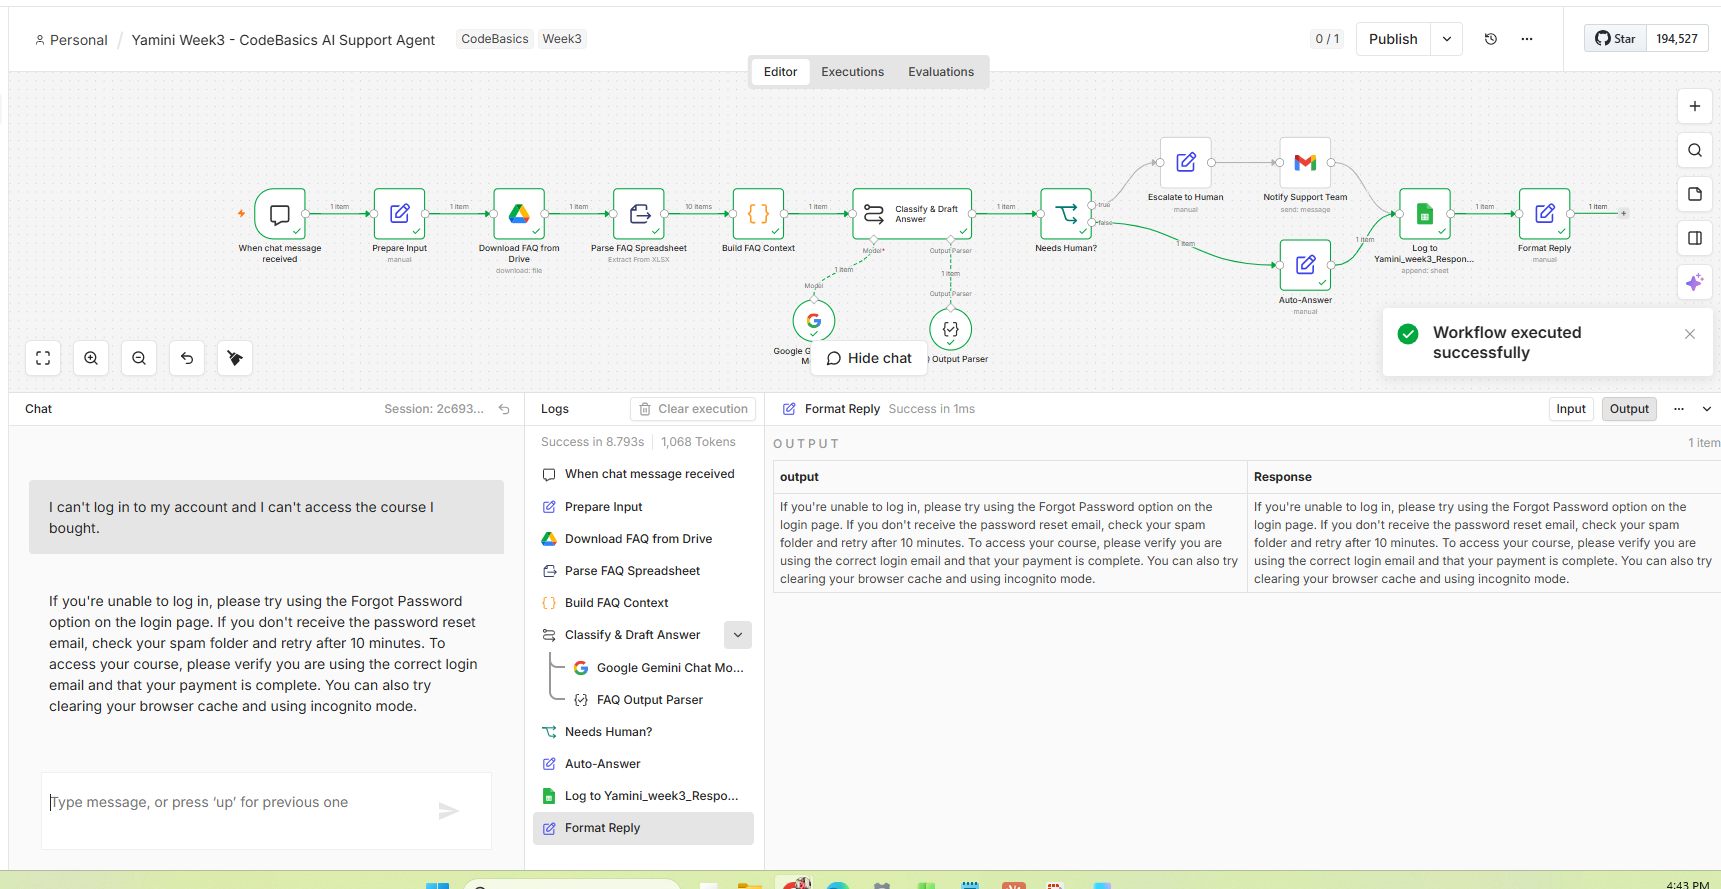 Personal / Yamini Week3 - CodeBasics AI Support Agent CodeBasics Week3
0 / 1 Publish
Star 194,527
Editor Executions Evaluations
When chat message received
1 item
Prepare Input
manual
1 item
Download FAQ from Drive
download: file
1 item
Parse FAQ Spreadsheet
Extract From XLSX
10 items
Build FAQ Context
1 item
Classify & Draft Answer
Model*
Output Parser
1 item
1 item
Model
Output Parser
Google G
M
Output Parser
1 item
Needs Human?
true
false
Escalate to Human
manual
Notify Support Team
send: message
1 item
Auto-Answer
manual
1 item
Log to
Yamini_week3_Respon...
append: sheet
1 item
Format Reply
manual
1 item
Hide chat
Workflow executed
successfully
Chat
Session: 2c693...
I can't log in to my account and I can't access the course I
bought.
If you're unable to log in, please try using the Forgot Password
option on the login page. If you don't receive the password reset
email, check your spam folder and retry after 10 minutes. To
access your course, please verify you are using the correct login
email and that your payment is complete. You can also try
clearing your browser cache and using incognito mode.
Type message, or press ‘up’ for previous one
Logs
Clear execution
Success in 8.793s 1,068 Tokens
When chat message received
Prepare Input
Download FAQ from Drive
Parse FAQ Spreadsheet
Build FAQ Context
Classify & Draft Answer
Google Gemini Chat Mo...
FAQ Output Parser
Needs Human?
Auto-Answer
Log to Yamini_week3_Respo...
Format Reply
Format Reply Success in 1ms
Input Output
OUTPUT
1 item
output
If you're unable to log in, please try using the Forgot Password option on the
login page. If you don't receive the password reset email, check your spam
folder and retry after 10 minutes. To access your course, please verify you are
using the correct login email and that your payment is complete. You can also try
clearing your browser cache and using incognito mode.
Response
If you're unable to log in, please try using the Forgot Password option on the
login page. If you don't receive the password reset email, check your spam
folder and retry after 10 minutes. To access your course, please verify you are
using the correct login email and that your payment is complete. You can also try
clearing your browser cache and using incognito mode.
4:43 PM